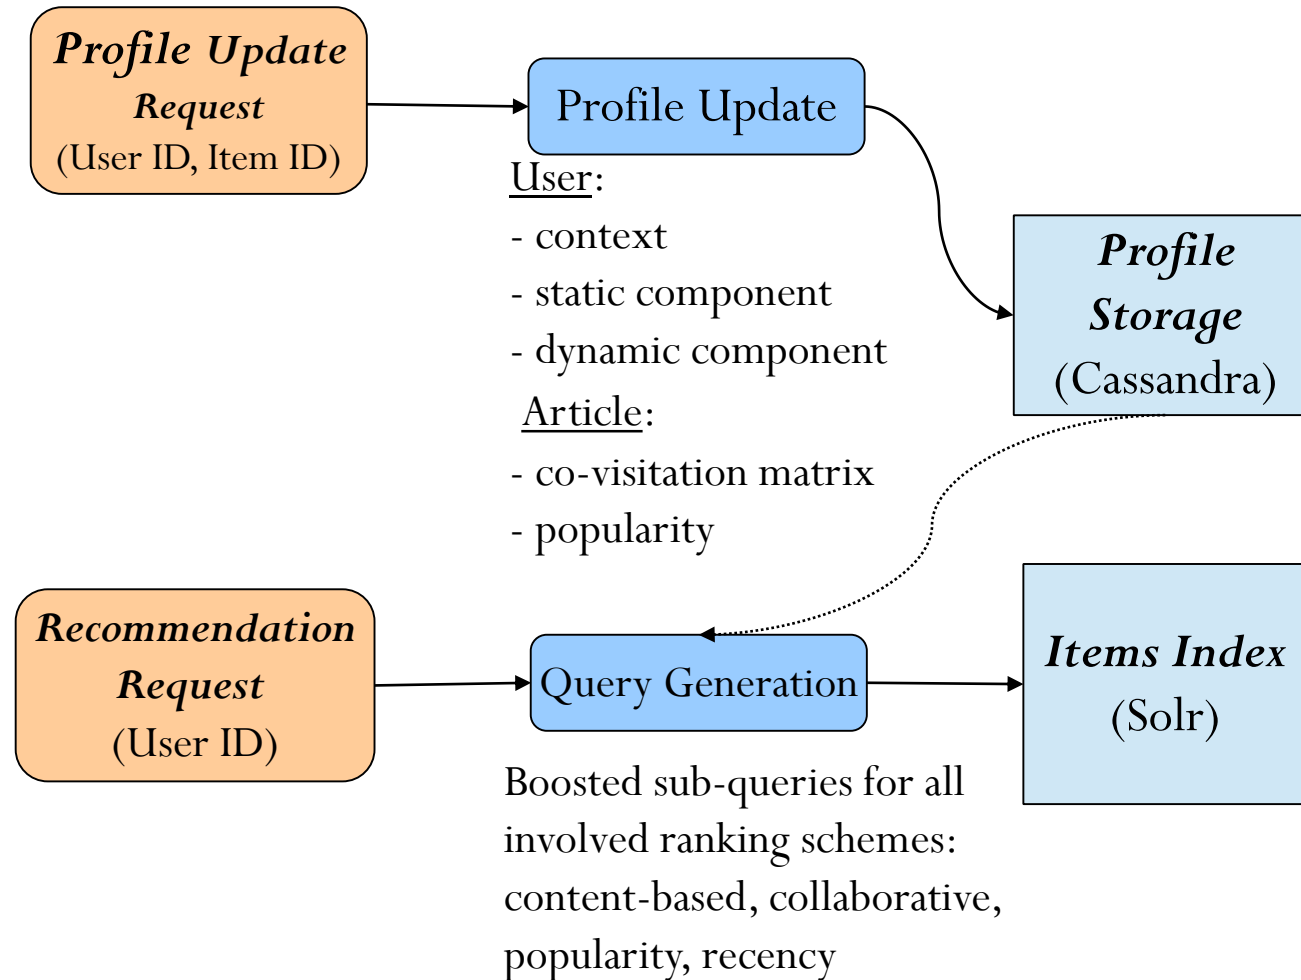 Profile Update
Request
(User ID, Item ID)
Profile Update
User:
- context
- static component
- dynamic component
Article:
- co-visitation matrix
- popularity
Profile
Storage
(Cassandra)
Recommendation
Request
(User ID)
Query Generation
Boosted sub-queries for all
involved ranking schemes:
content-based, collaborative,
popularity, recency
Items Index
(Solr)